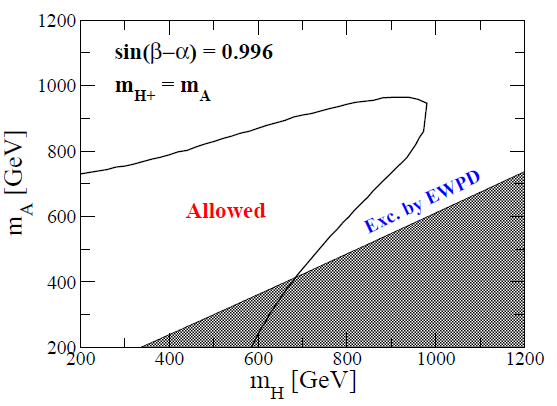 1200
1000
800
600
400
200
m_A [GeV]
sin(β−α) = 0.996
m_H+ = m_A
Allowed
Exc. by EWPD
200 400 600 800 1000 1200
m_H [GeV]